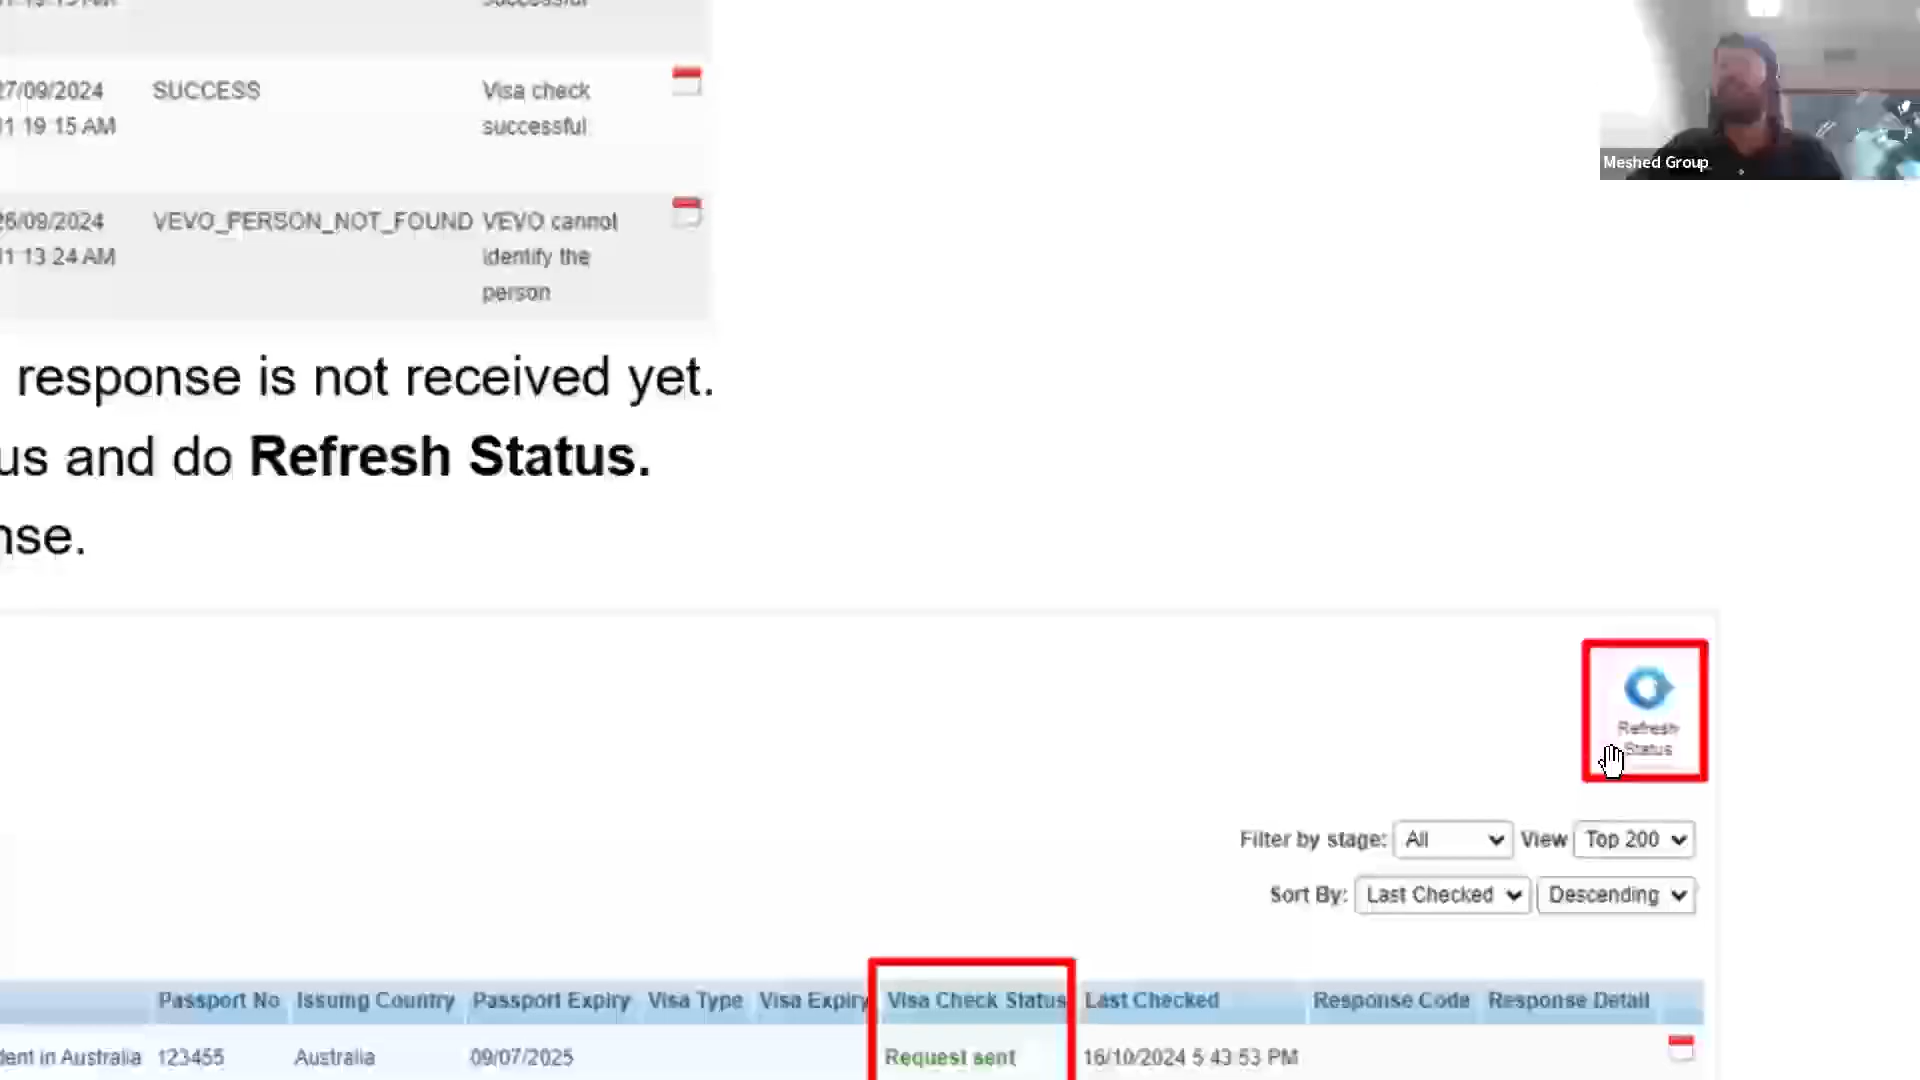 successful
27/09/2024 SUCCESS Visa check
11 19 15 AM successful
26/09/2024 VEVO_PERSON_NOT_FOUND VEVO cannot
11 13 24 AM identify the
person
Meshed Group
response is not received yet.
us and do Refresh Status.
nse.
Refresh
Status
Filter by stage: All View Top 200
Sort By: Last Checked Descending
Passport No Issuing Country Passport Expiry Visa Type Visa Expiry Visa Check Status Last Checked Response Code Response Detail
dent in Australia 123455 Australia 09/07/2025 Request sent 16/10/2024 5 43 53 PM